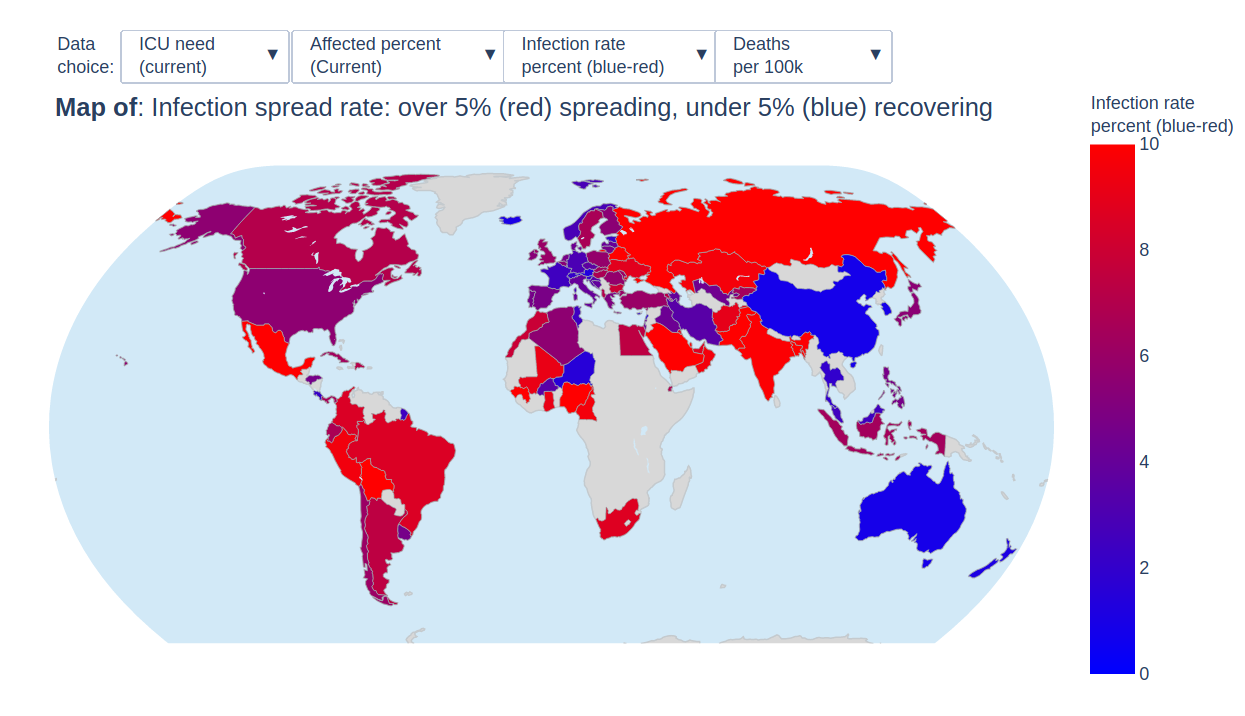 Data
choice:
ICU need
(current)
▼
Affected percent
(Current)
▼
Infection rate
percent (blue-red)
▼
Deaths
per 100k
▼
Map of: Infection spread rate: over 5% (red) spreading, under 5% (blue) recovering
Infection rate
percent (blue-red)
10
8
6
4
2
0